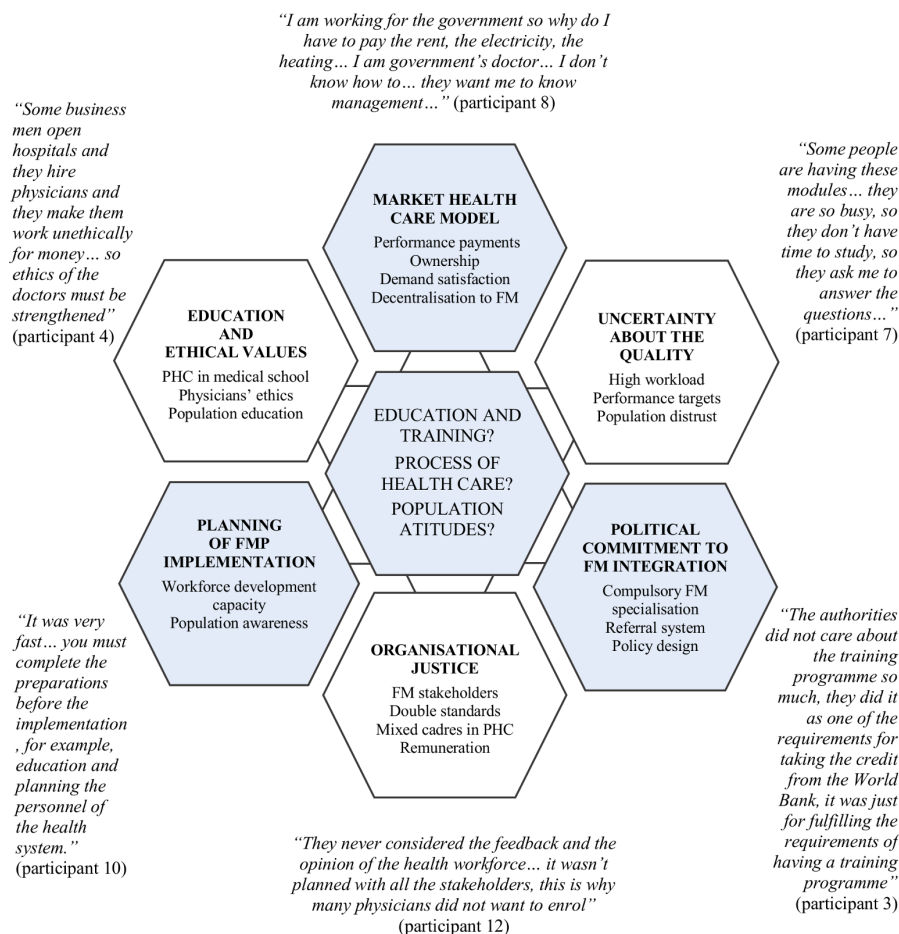 “I am working for the government so why do I
have to pay the rent, the electricity, the
heating… I am government’s doctor… I don’t
know how to… they want me to know
management…” (participant 8)
“Some business
men open
hospitals and
they hire
physicians and
they make them
work unethically
for money… so
ethics of the
doctors must be
strengthened”
(participant 4)
“Some people
are having these
modules… they
are so busy, so
they don’t have
time to study, so
they ask me to
answer the
questions…”
(participant 7)
MARKET HEALTH
CARE MODEL
Performance payments
Ownership
Demand satisfaction
Decentralisation to FM
EDUCATION
AND
ETHICAL VALUES
PHC in medical school
Physicians’ ethics
Population education
UNCERTAINTY
ABOUT THE
QUALITY
High workload
Performance targets
Population distrust
EDUCATION AND
TRAINING?
PROCESS OF
HEALTH CARE?
POPULATION
ATITUDES?
PLANNING
OF FMP
IMPLEMENTATION
Workforce development
capacity
Population awareness
POLITICAL
COMMITMENT TO
FM INTEGRATION
Compulsory FM
specialisation
Referral system
Policy design
ORGANISATIONAL
JUSTICE
FM stakeholders
Double standards
Mixed cadres in PHC
Remuneration
“It was very
fast… you must
complete the
preparations
before the
implementation
, for example,
education and
planning the
personnel of
the health
system.”
(participant 10)
“The authorities
did not care about
the training
programme so
much, they did it
as one of the
requirements for
taking the credit
from the World
Bank, it was just
for fulfilling the
requirements of
having a training
programme”
(participant 3)
“They never considered the feedback and the
opinion of the health workforce… it wasn’t
planned with all the stakeholders, this is why
many physicians did not want to enrol”
(participant 12)